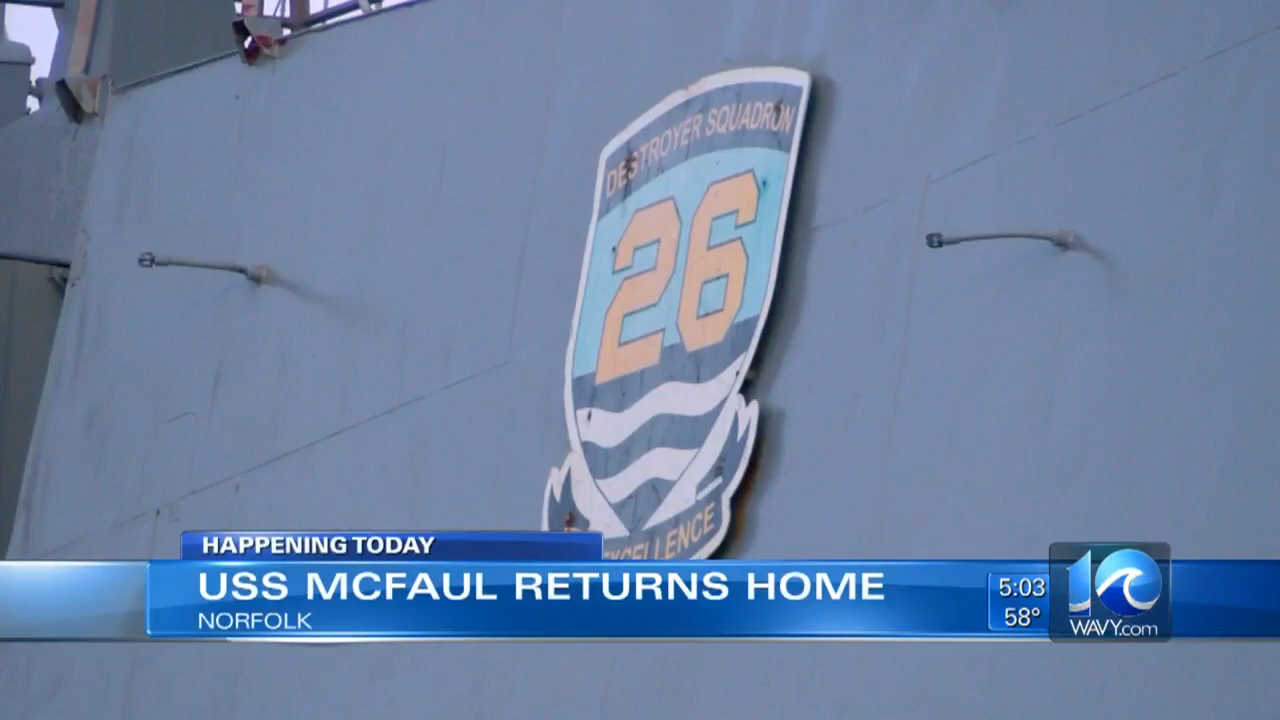 DESTROYER SQUADRON
26
EXCELLENCE
HAPPENING TODAY
USS MCFAUL RETURNS HOME
NORFOLK
5:03
58°
10
WAVY.com